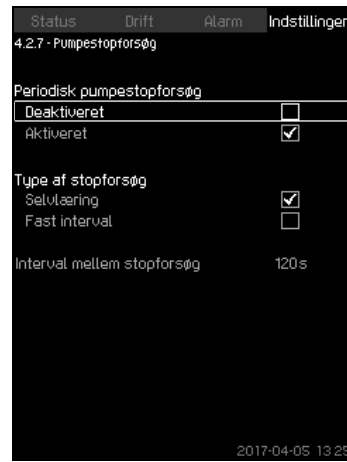 Status Drift Alarm Indstillinger
4.2.7 - Pumpestopforsøg
Periodisk pumpestopforsøg
Deaktiveret
Aktiveret
Type af stopforsøg
Selvlæring
Fast interval
Interval mellem stopforsøg 120s
2017-04-05 13:25